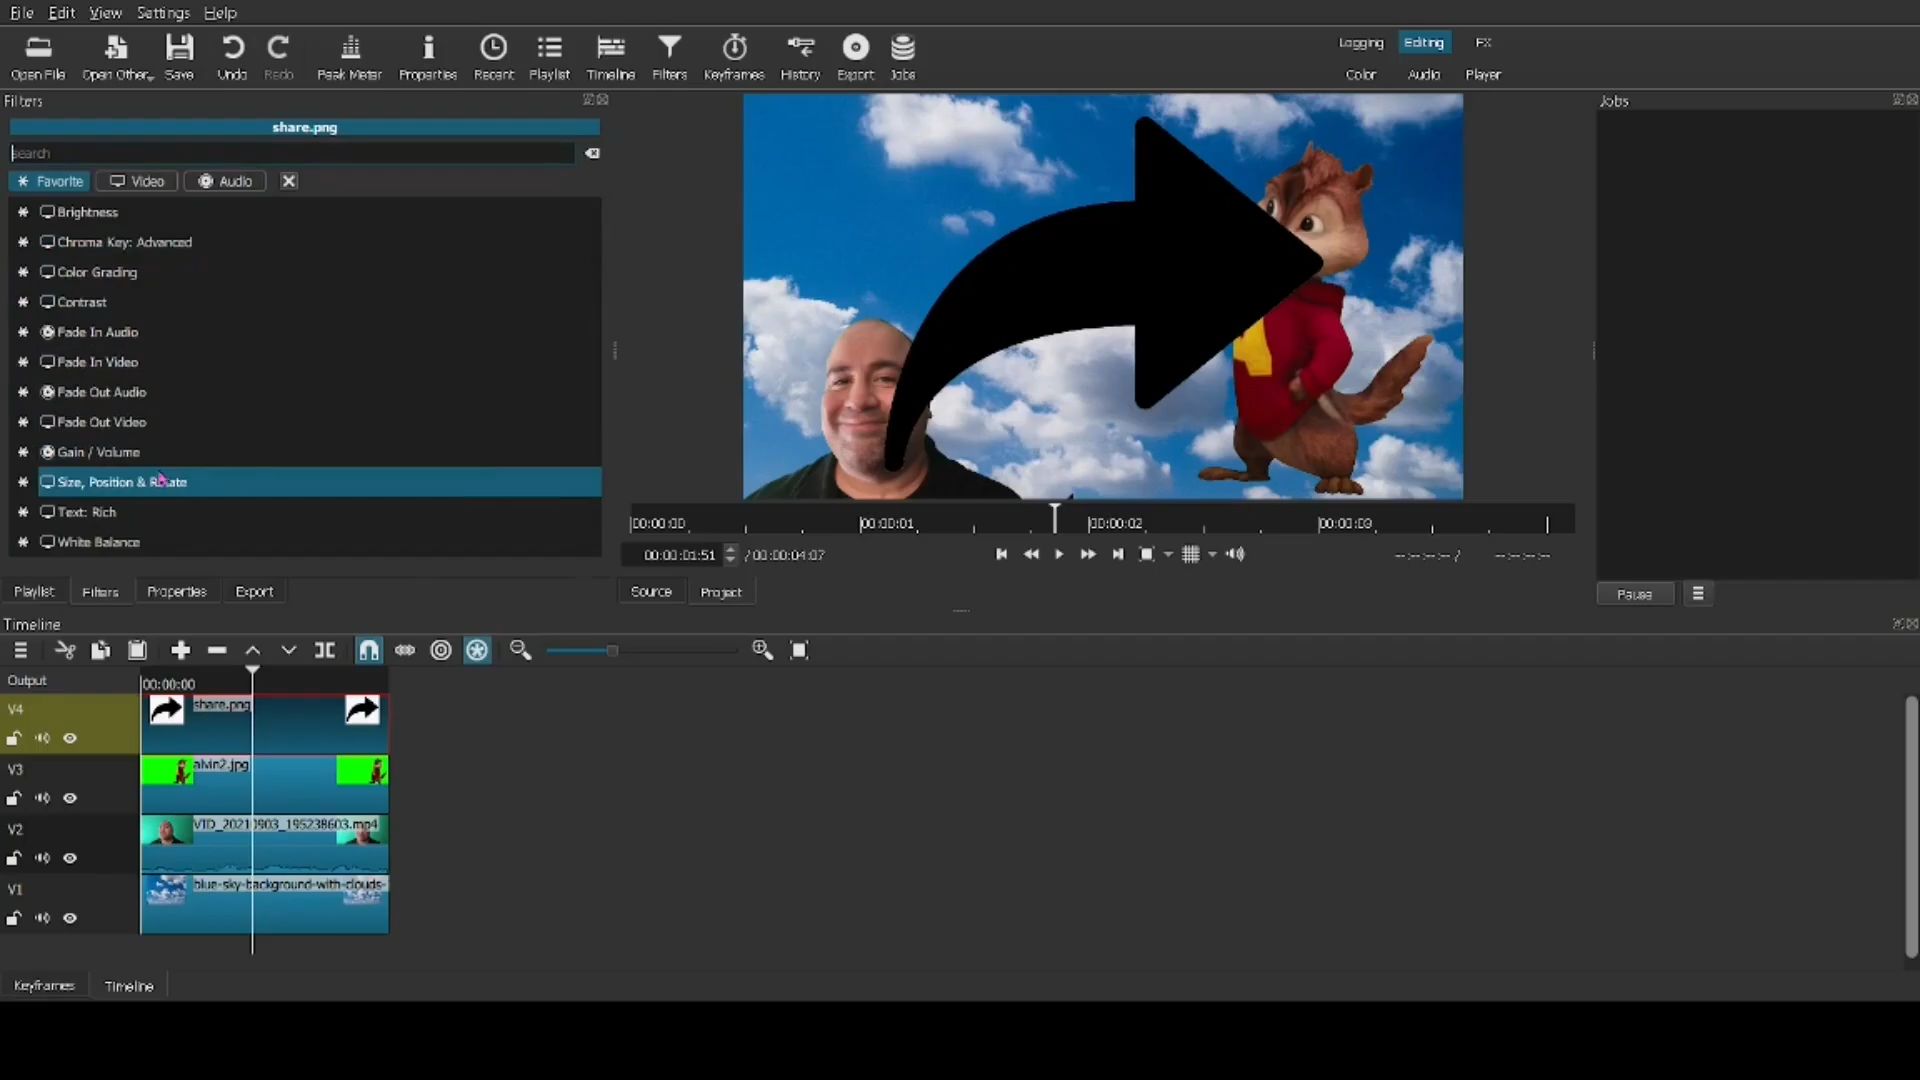 File Edit View Settings Help
Open File Open Other... Save Undo Redo Peak Meter Properties Recent Playlist Timeline Filters Keyframes History Export Jobs
Logging Editing FX
Color Audio Player
Filters
Jobs
share.png
search
Favorite Video Audio
Brightness
Chroma Key: Advanced
Color Grading
Contrast
Fade In Audio
Fade In Video
Fade Out Audio
Fade Out Video
Gain / Volume
Size, Position & Rotate
Text: Rich
White Balance
00:00:00 00:00:01 00:00:02 00:00:03
00:00:01:51 / 00:00:04:07 --:--:--:-- / --:--:--:--
Playlist Filters Properties Export
Source Project
Pause
Timeline
Output
00:00:00
V4
share.png
V3
alvin2.jpg
V2
VID_20210903_195238603.mp4
V1
blue-sky-background-with-clouds-
Keyframes Timeline